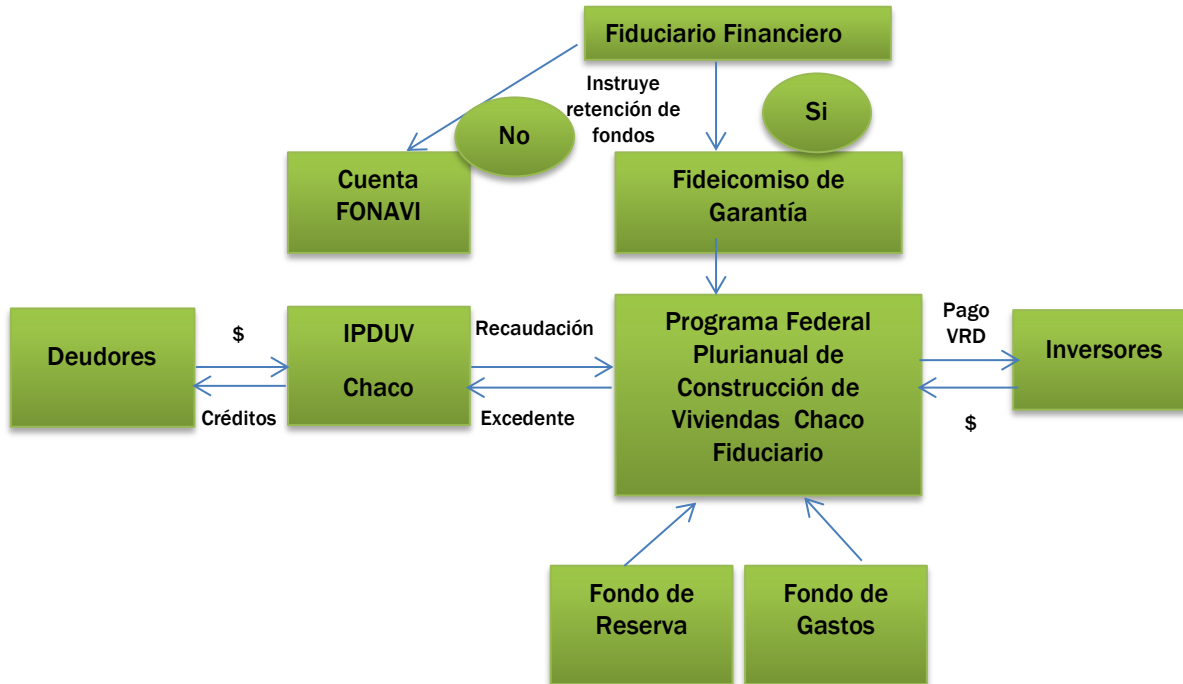 Fiduciario Financiero
Instruye
retención de
fondos
No
Si
Cuenta
FONAVI
Fideicomiso de
Garantía
Deudores
$
Créditos
IPDUV
Chaco
Recaudación
Excedente
Programa Federal
Plurianual de
Construcción de
Viviendas Chaco
Fiduciario
Pago
VRD
$
Inversores
Fondo de
Reserva
Fondo de
Gastos